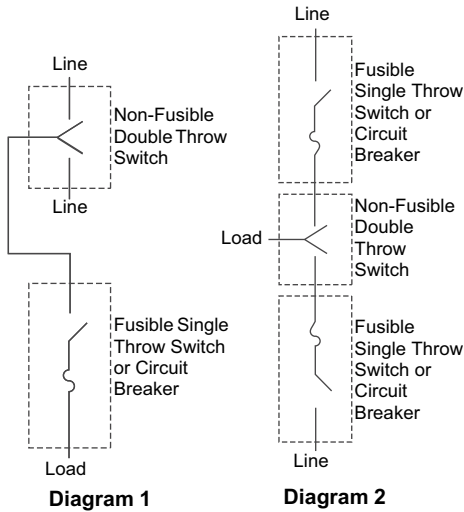 Line
Non-Fusible
Double Throw
Switch
Line
Fusible Single
Throw Switch
or Circuit
Breaker
Load
Diagram 1
Line
Fusible
Single Throw
Switch or
Circuit
Breaker
Non-Fusible
Double
Throw
Switch
Load
Fusible
Single Throw
Switch or
Circuit
Breaker
Line
Diagram 2